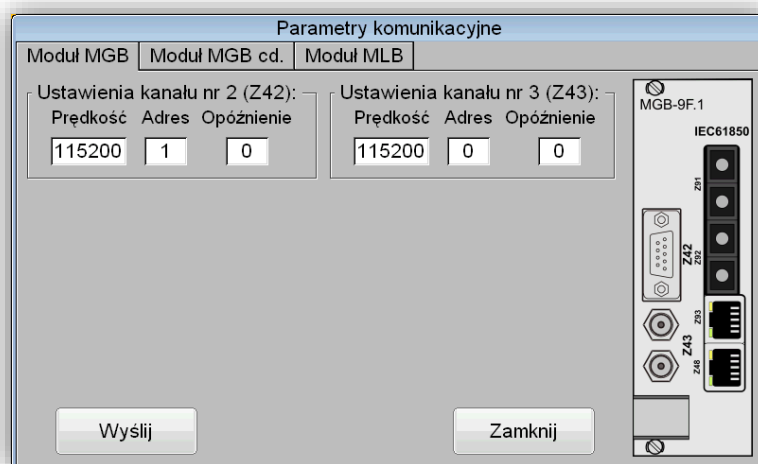 Parametry komunikacyjne
Moduł MGB
Moduł MGB cd.
Moduł MLB
Ustawienia kanału nr 2 (Z42):
Prędkość Adres Opóźnienie
115200 1 0
Ustawienia kanału nr 3 (Z43):
Prędkość Adres Opóźnienie
115200 0 0
MGB-9F.1
IEC61850
Z91
Z42
Z92
Z93
Z43
Z48
Wyślij
Zamknij